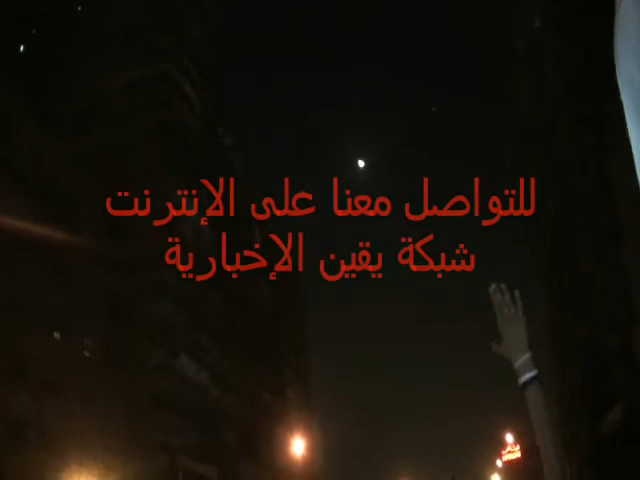 للتواصل معنا على الإنترنت
شبكة يقين الإخبارية